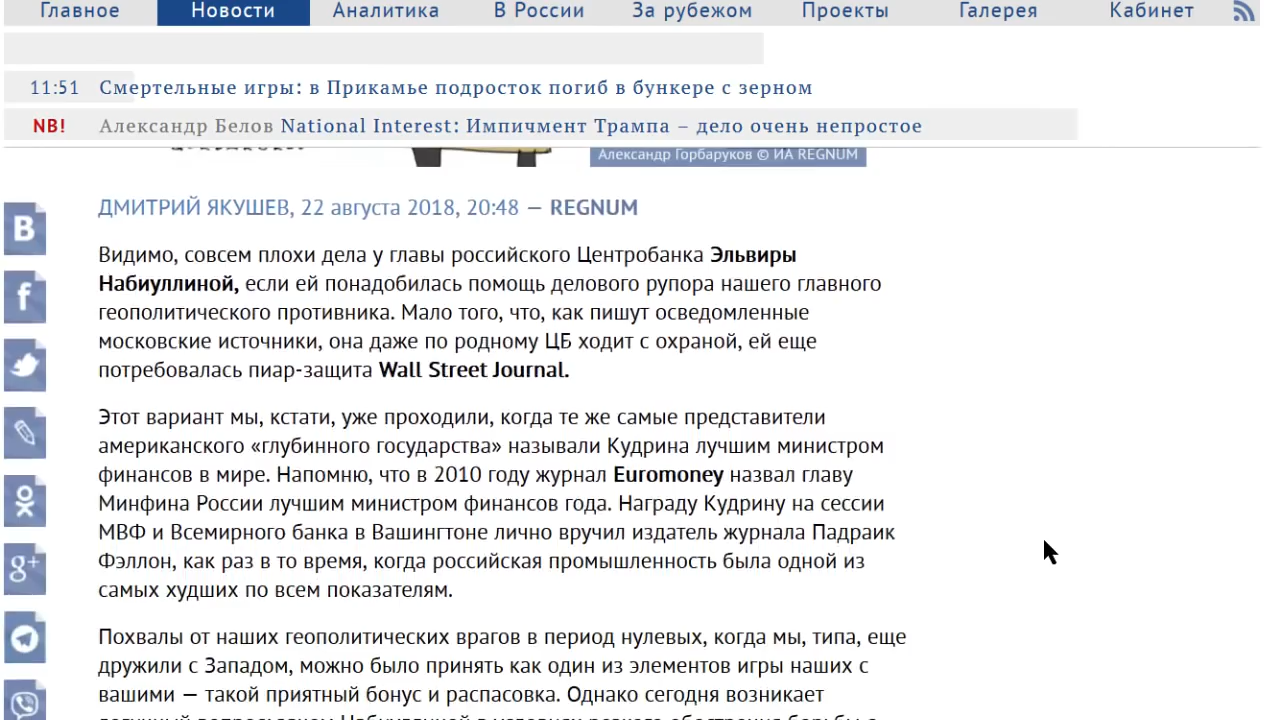 Главное Новости Аналитика В России За рубежом Проекты Галерея Кабинет
11:51 Смертельные игры: в Прикамье подросток погиб в бункере с зерном
NB! Александр Белов National Interest: Импичмент Трампа – дело очень непростое
Александр Горбаруков © ИА REGNUM
ДМИТРИЙ ЯКУШЕВ, 22 августа 2018, 20:48 — REGNUM
Видимо, совсем плохи дела у главы российского Центробанка Эльвиры
Набиуллиной, если ей понадобилась помощь делового рупора нашего главного
геополитического противника. Мало того, что, как пишут осведомленные
московские источники, она даже по родному ЦБ ходит с охраной, ей еще
потребовалась пиар-защита Wall Street Journal.
Этот вариант мы, кстати, уже проходили, когда те же самые представители
американского «глубинного государства» называли Кудрина лучшим министром
финансов в мире. Напомню, что в 2010 году журнал Euromoney назвал главу
Минфина России лучшим министром финансов года. Награду Кудрину на сессии
МВФ и Всемирного банка в Вашингтоне лично вручил издатель журнала Падраик
Фэллон, как раз в то время, когда российская промышленность была одной из
самых худших по всем показателям.
Похвалы от наших геополитических врагов в период нулевых, когда мы, типа, еще
дружили с Западом, можно было принять как один из элементов игры наших с
вашими — такой приятный бонус и распасовка. Однако сегодня возникает